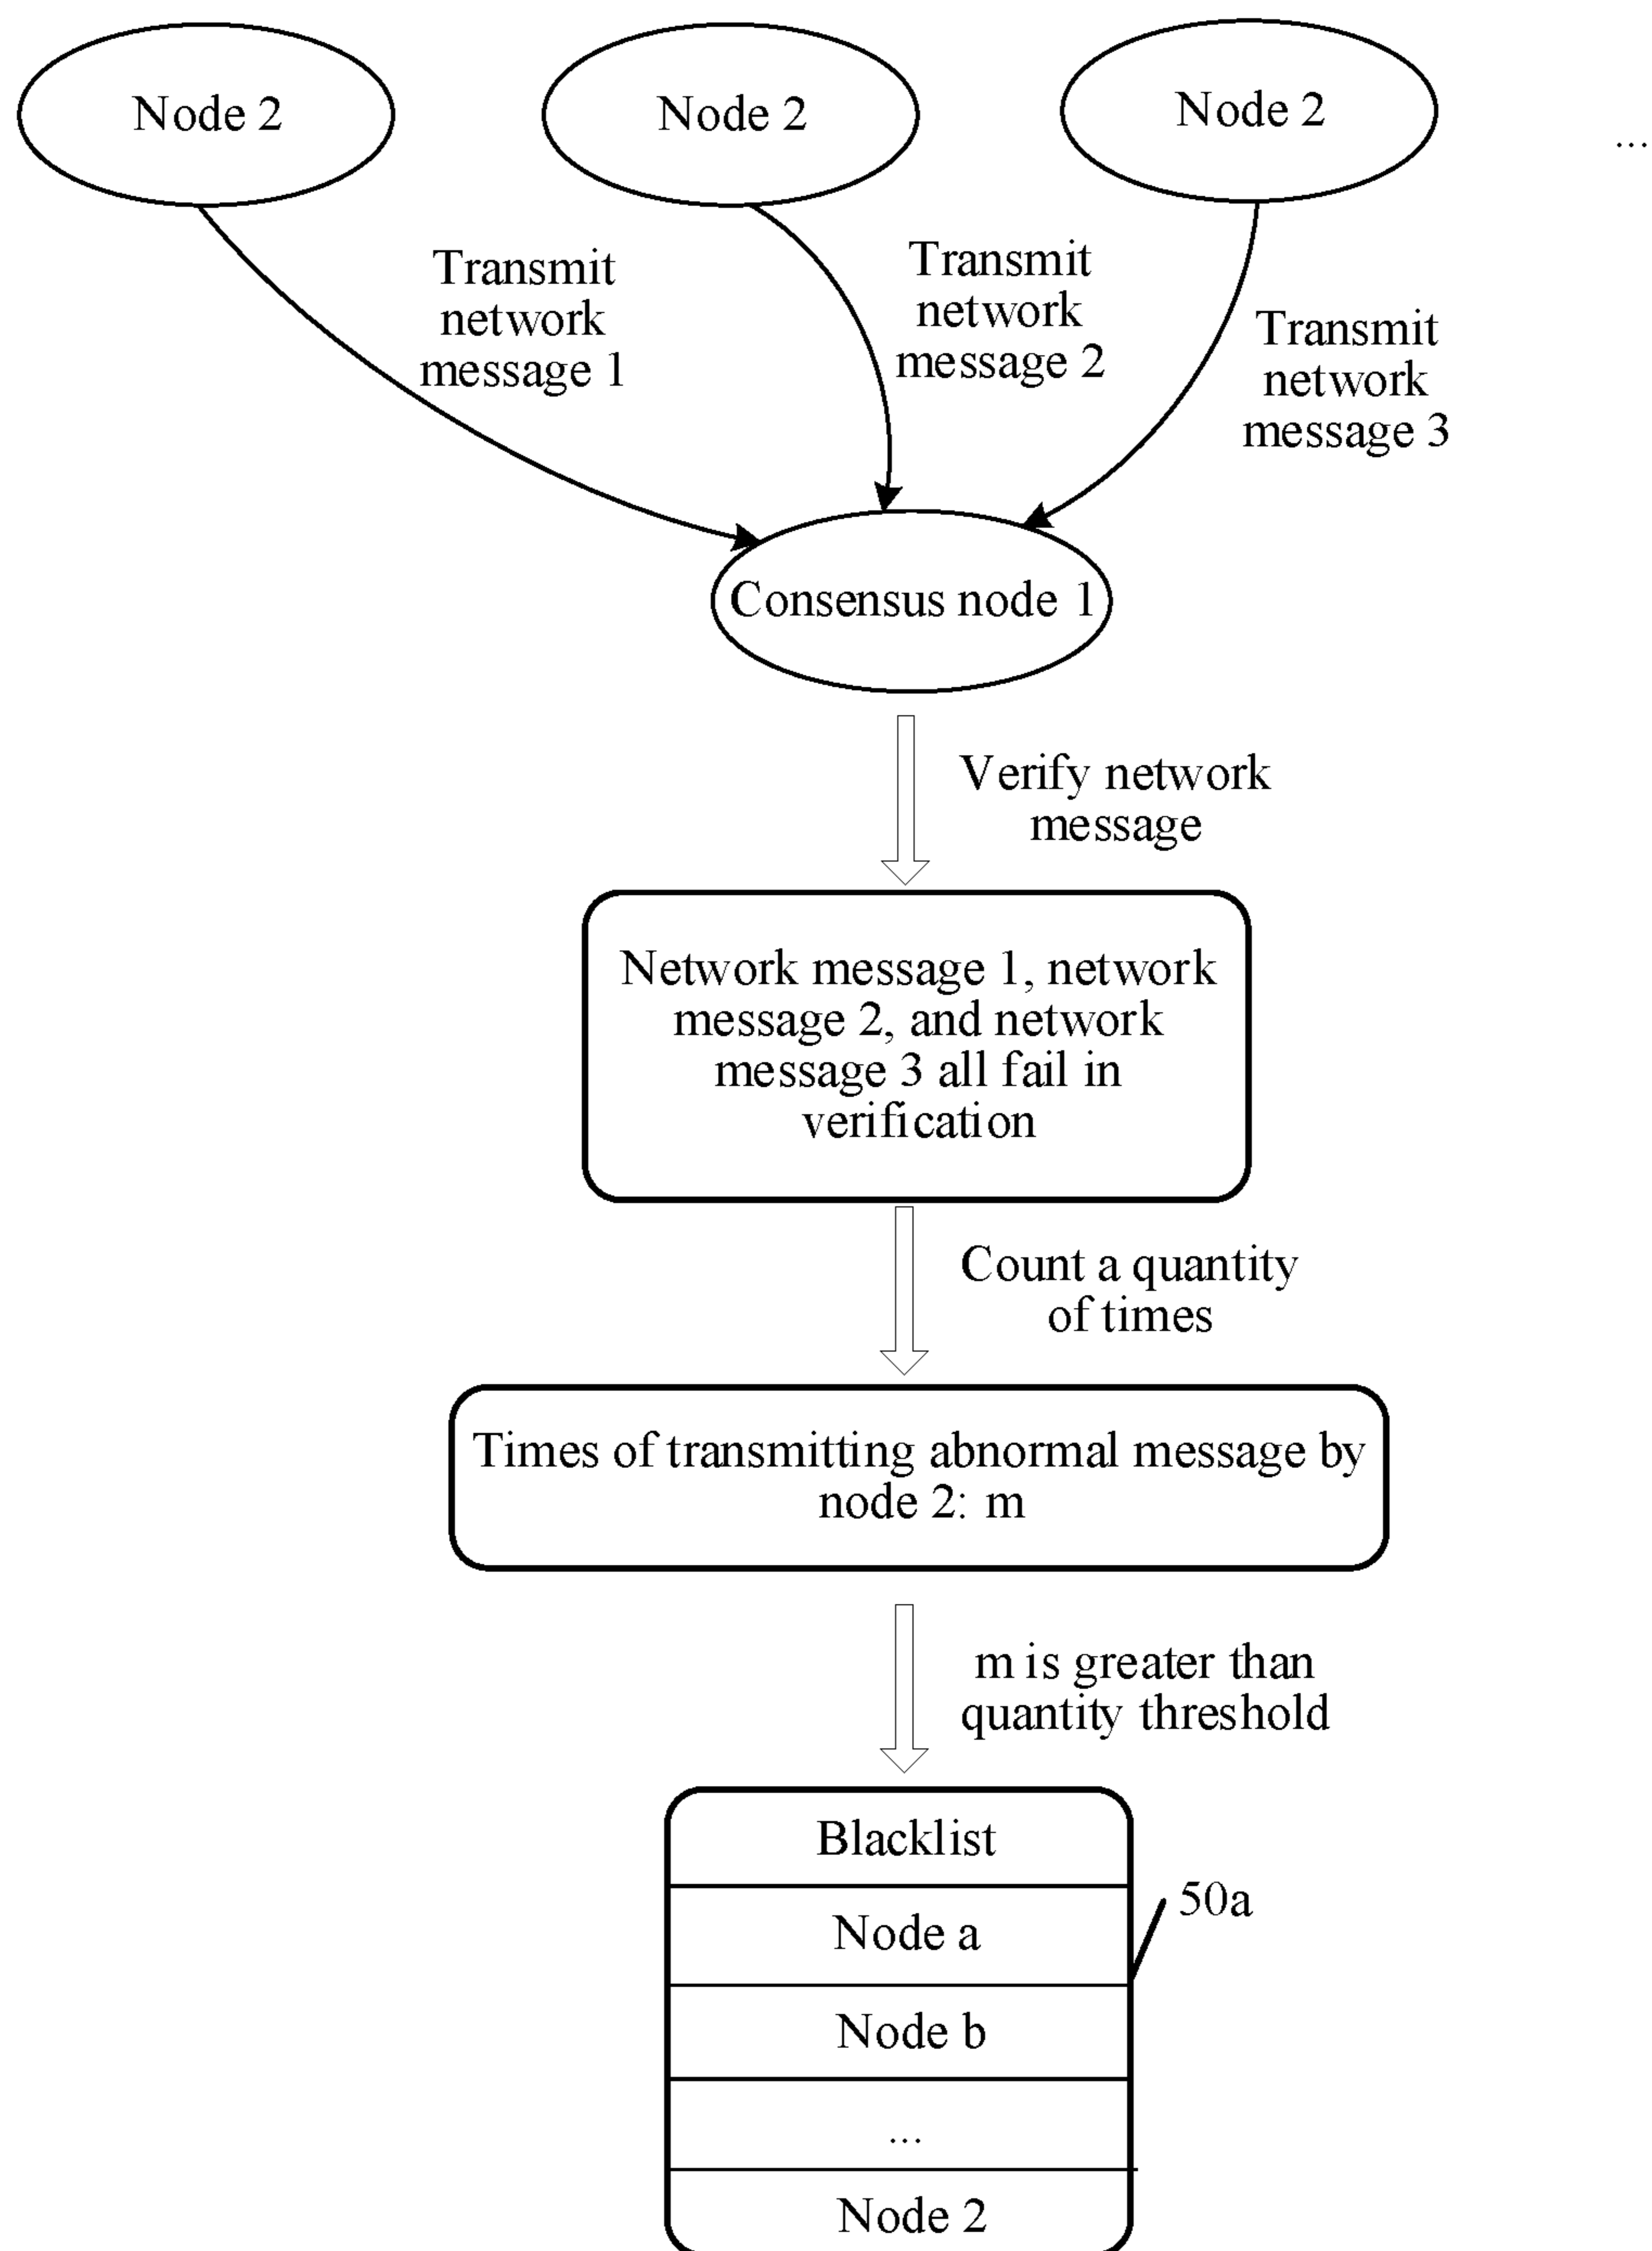 Node 2
Node 2
Node 2
...
Transmit
network
message 1
Transmit
network
message 2
Transmit
network
message 3
Consensus node 1
Verify network
message
Network message 1, network
message 2, and network
message 3 all fail in
verification
Count a quantity
of times
Times of transmitting abnormal message by
node 2: m
m is greater than
quantity threshold
Blacklist
50a
Node a
Node b
...
Node 2